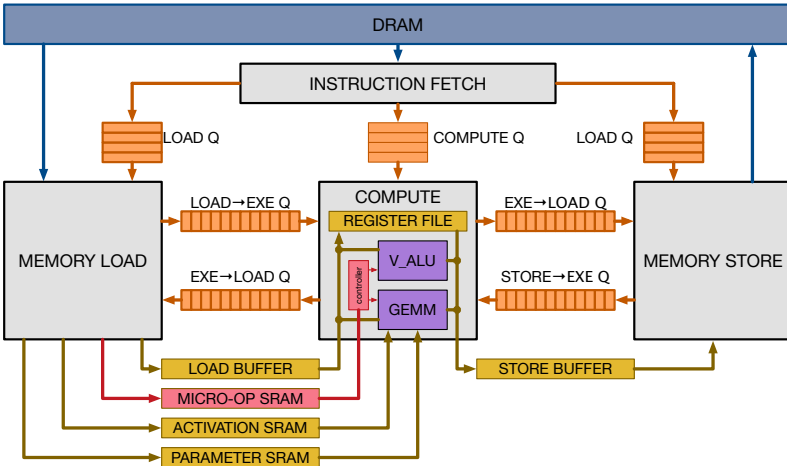 DRAM
INSTRUCTION FETCH
LOAD Q
COMPUTE Q
LOAD Q
MEMORY LOAD
LOAD→EXE Q
EXE→LOAD Q
COMPUTE
REGISTER FILE
V_ALU
controller
GEMM
EXE→LOAD Q
STORE→EXE Q
MEMORY STORE
LOAD BUFFER
STORE BUFFER
MICRO-OP SRAM
ACTIVATION SRAM
PARAMETER SRAM